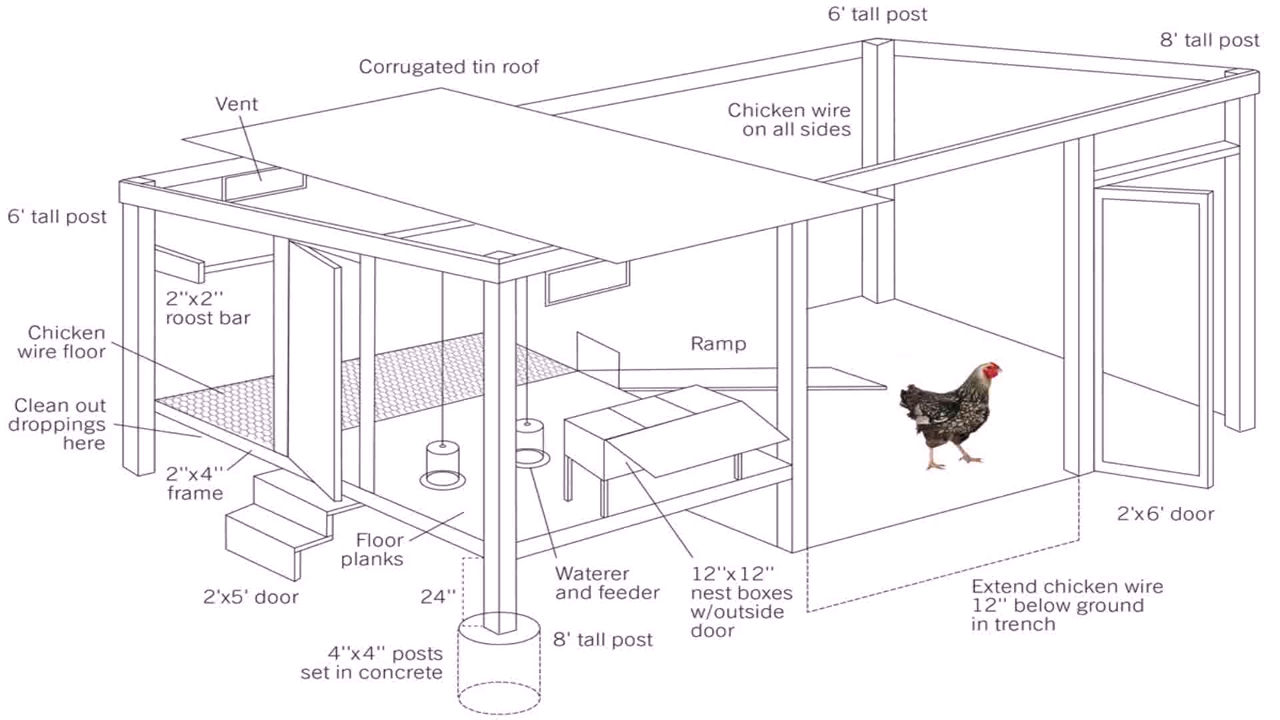 6' tall post
8' tall post
Corrugated tin roof
Vent
Chicken wire
on all sides
6' tall post
2''x2''
roost bar
Chicken
wire floor
Ramp
Clean out
droppings
here
2''x4''
frame
2'x6' door
Floor
planks
Waterer
and feeder
12''x12''
nest boxes
w/outside
door
Extend chicken wire
12'' below ground
in trench
2'x5' door
24''
8' tall post
4''x4'' posts
set in concrete